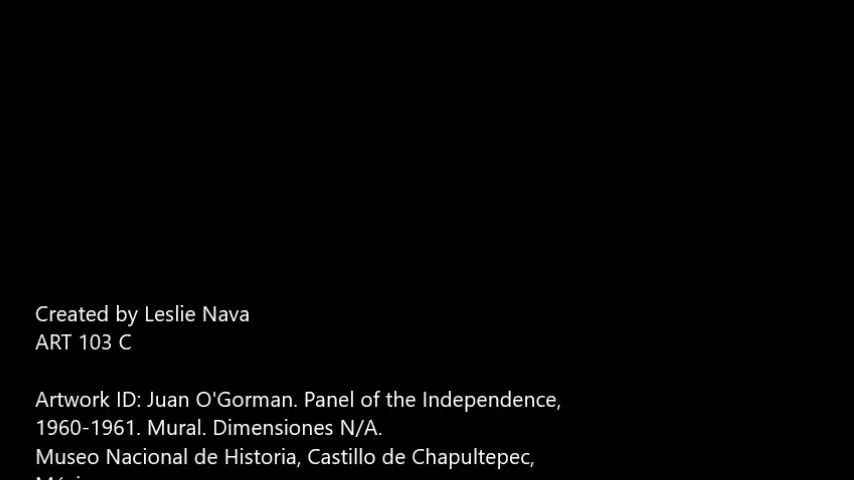 Created by Leslie Nava
ART 103 C
Artwork ID: Juan O'Gorman. Panel of the Independence,
1960-1961. Mural. Dimensiones N/A.
Museo Nacional de Historia, Castillo de Chapultepec,